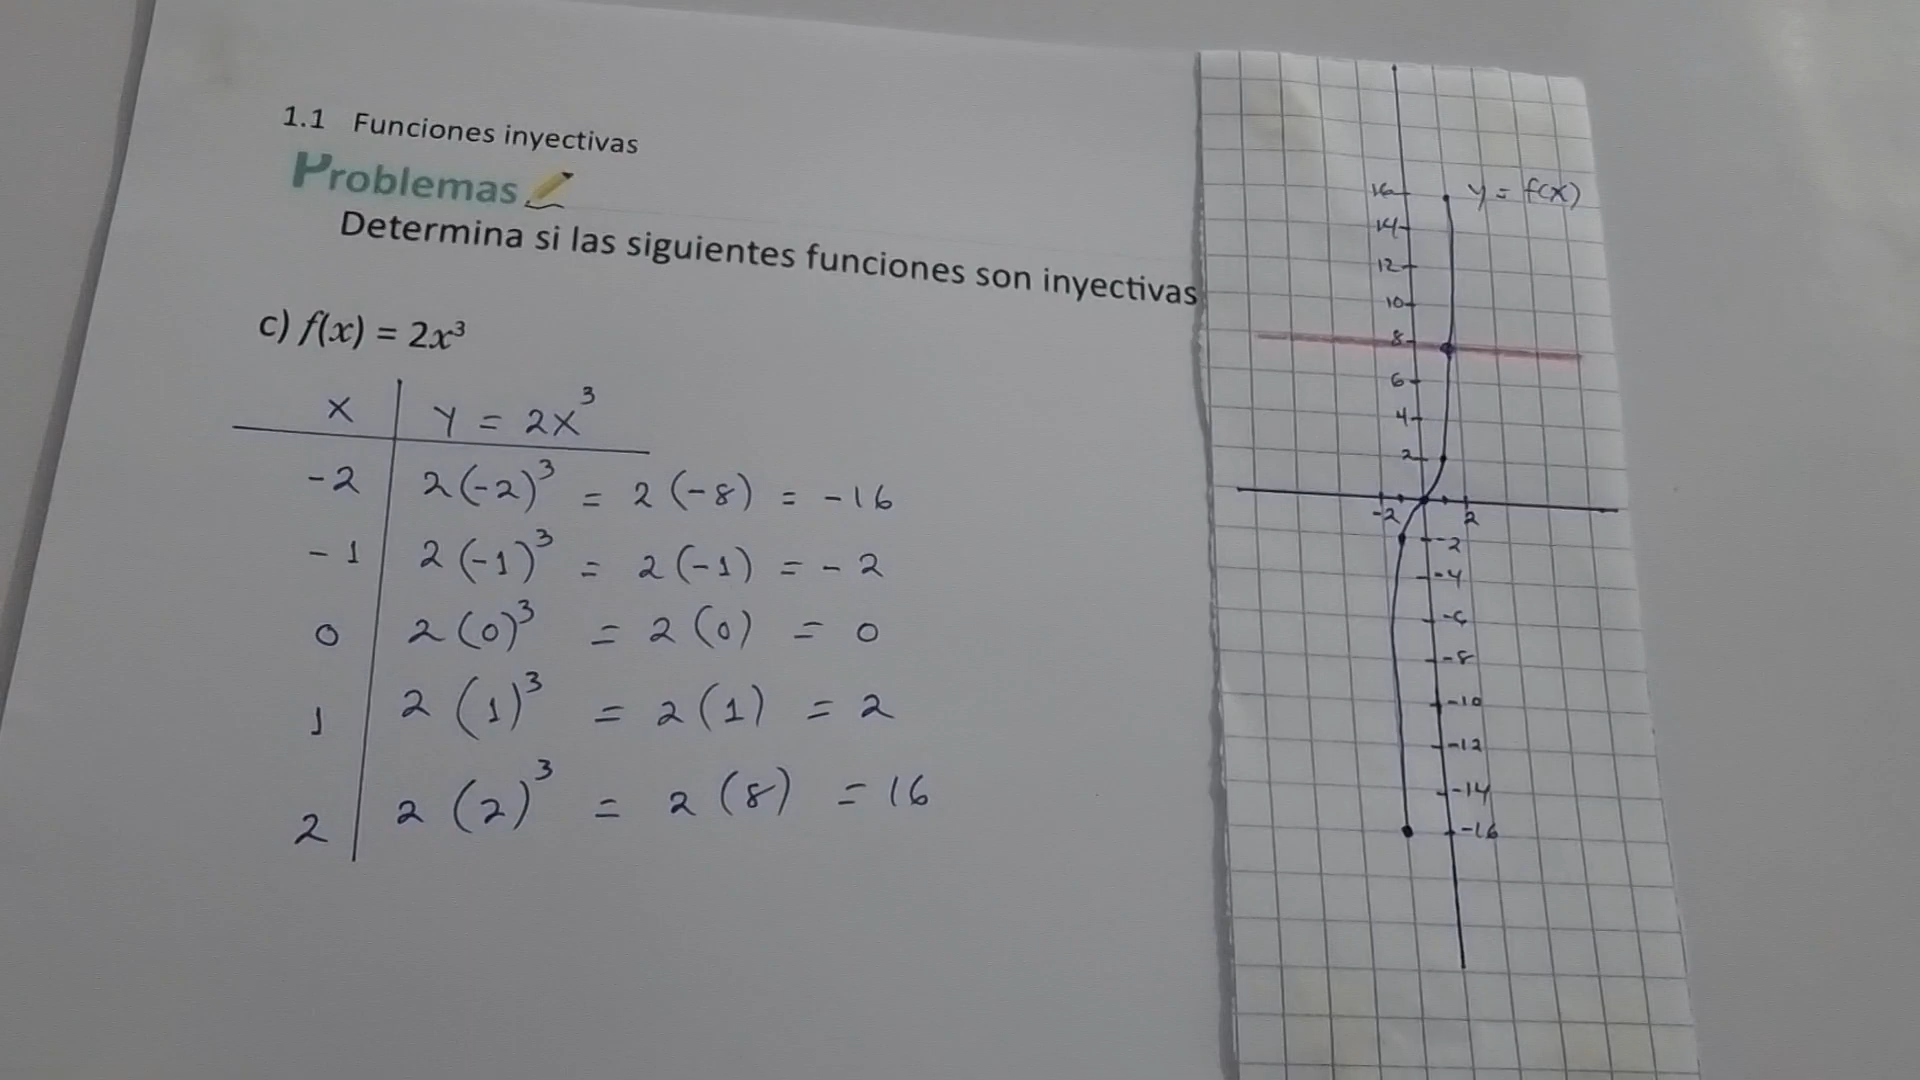 1.1 Funciones inyectivas
Problemas
Determina si las siguientes funciones son inyectivas
c) f(x) = 2x³
x | y = 2x³
-2 | 2(-2)³ = 2(-8) = -16
-1 | 2(-1)³ = 2(-1) = -2
0 | 2(0)³ = 2(0) = 0
1 | 2(1)³ = 2(1) = 2
2 | 2(2)³ = 2(8) = 16
16 y = f(x)
14
12
10
8
6
4
2
-2 2
-2
-4
-6
-8
-10
-12
-14
-16